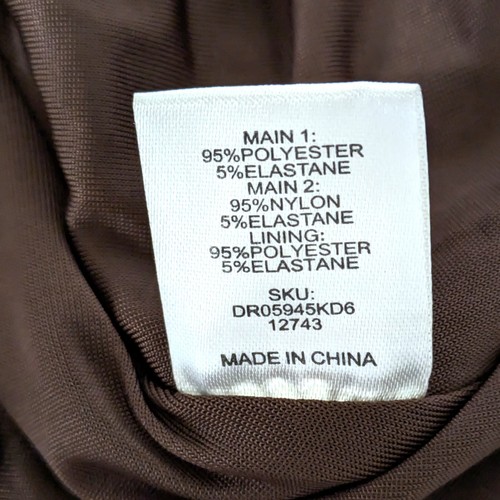 MAIN 1:
95%POLYESTER
5%ELASTANE
MAIN 2:
95%NYLON
5%ELASTANE
LINING:
95%POLYESTER
5%ELASTANE
SKU:
DR05945KD6
12743
MADE IN CHINA